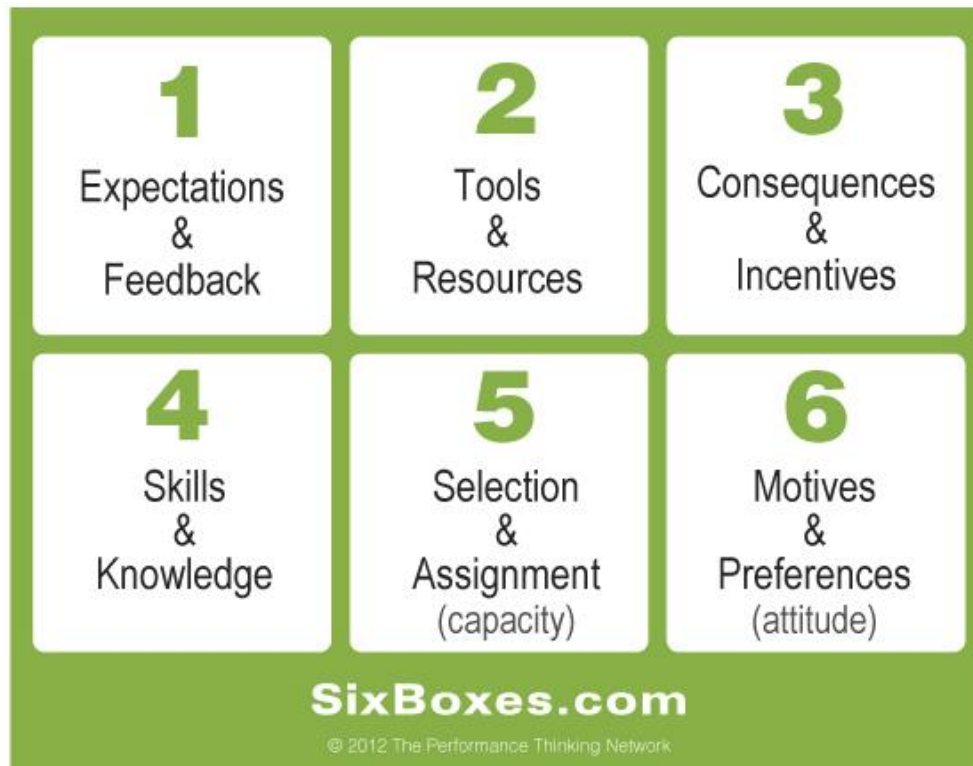 1
Expectations
&
Feedback
2
Tools
&
Resources
3
Consequences
&
Incentives
4
Skills
&
Knowledge
5
Selection
&
Assignment
(capacity)
6
Motives
&
Preferences
(attitude)
SixBoxes.com
© 2012 The Performance Thinking Network